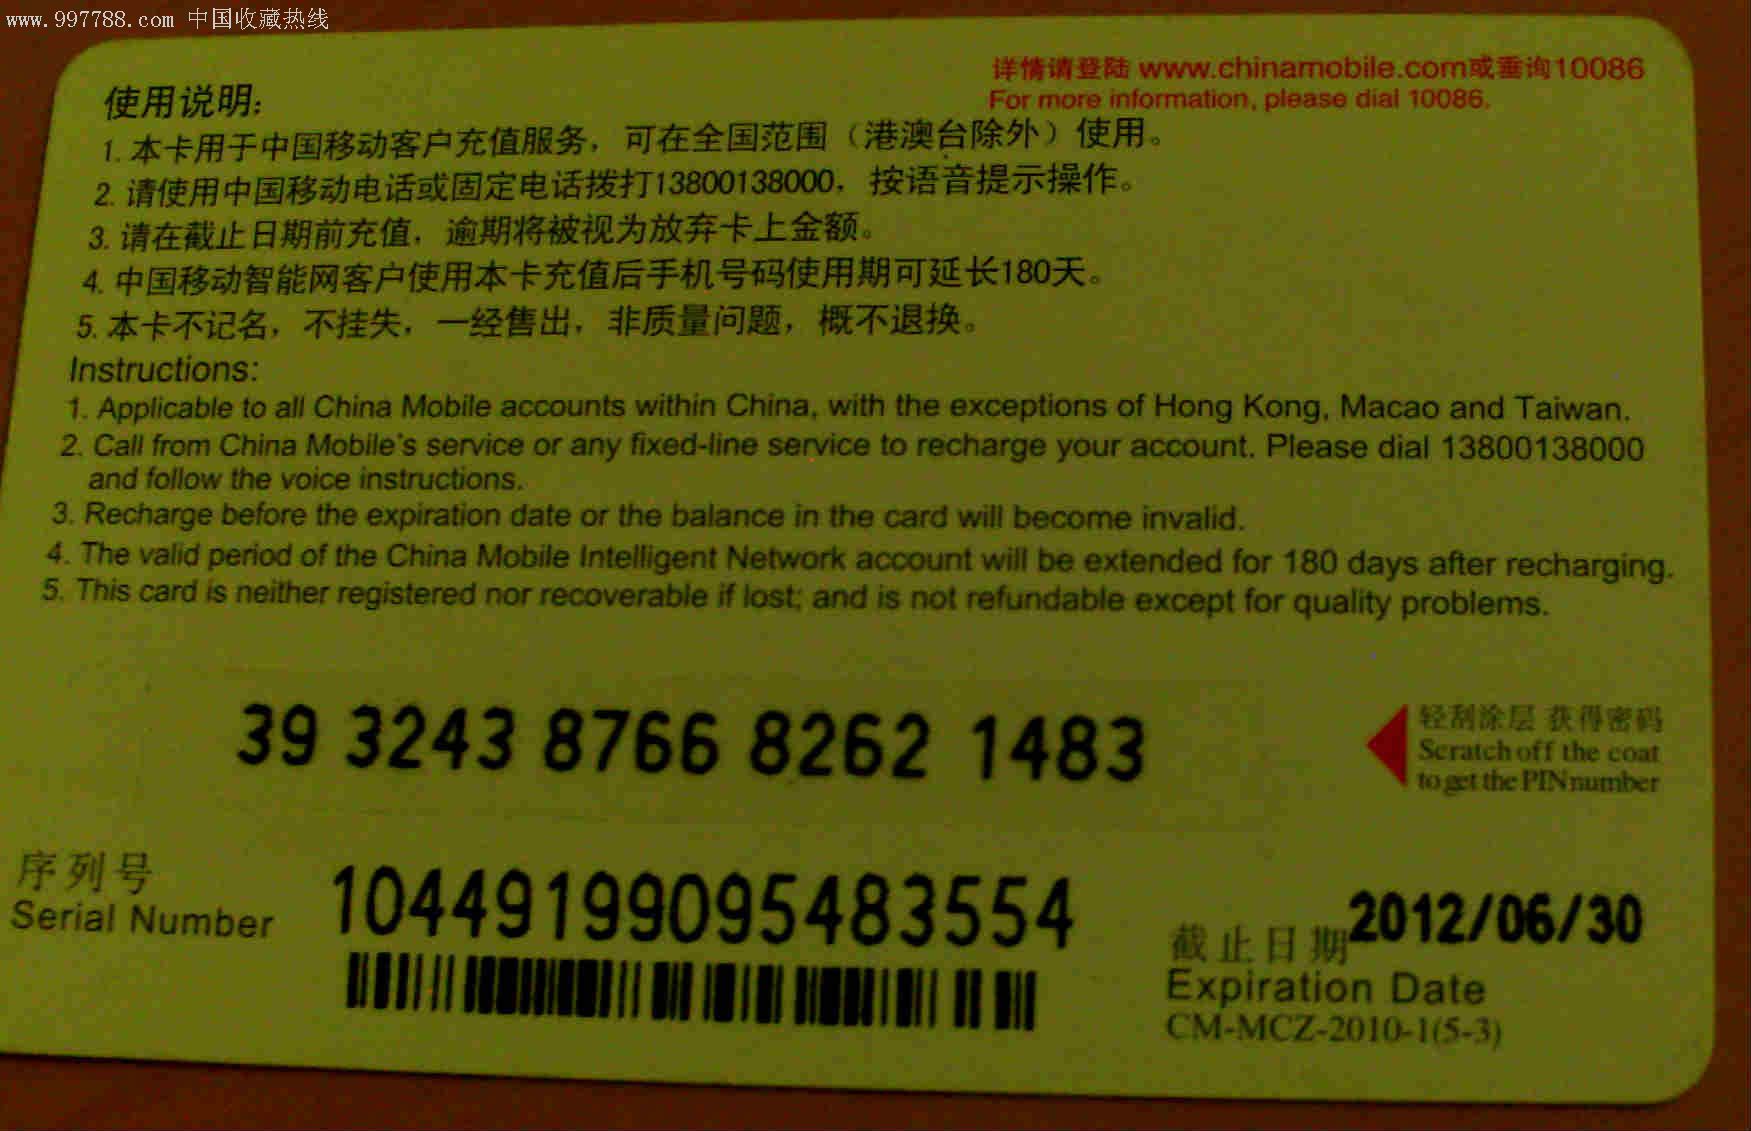 www.997788.com 中国收藏热线
详情请登陆 www.chinamobile.com或垂询10086
For more information, please dial 10086.
使用说明：
1. 本卡用于中国移动客户充值服务，可在全国范围（港澳台除外）使用。
2. 请使用中国移动电话或固定电话拨打13800138000，按语音提示操作。
3. 请在截止日期前充值，逾期将被视为放弃卡上金额。
4. 中国移动智能网客户使用本卡充值后手机号码使用期可延长180天。
5. 本卡不记名，不挂失，一经售出，非质量问题，概不退换。
Instructions:
1. Applicable to all China Mobile accounts within China, with the exceptions of Hong Kong, Macao and Taiwan.
2. Call from China Mobile's service or any fixed-line service to recharge your account. Please dial 13800138000
and follow the voice instructions.
3. Recharge before the expiration date or the balance in the card will become invalid.
4. The valid period of the China Mobile Intelligent Network account will be extended for 180 days after recharging.
5. This card is neither registered nor recoverable if lost; and is not refundable except for quality problems.
39 3243 8766 8262 1483
轻刮涂层 获得密码
Scratch off the coat
to get the PIN number
序列号
Serial Number
10449199095483554
截止日期 2012/06/30
Expiration Date
CM-MCZ-2010-1(5-3)